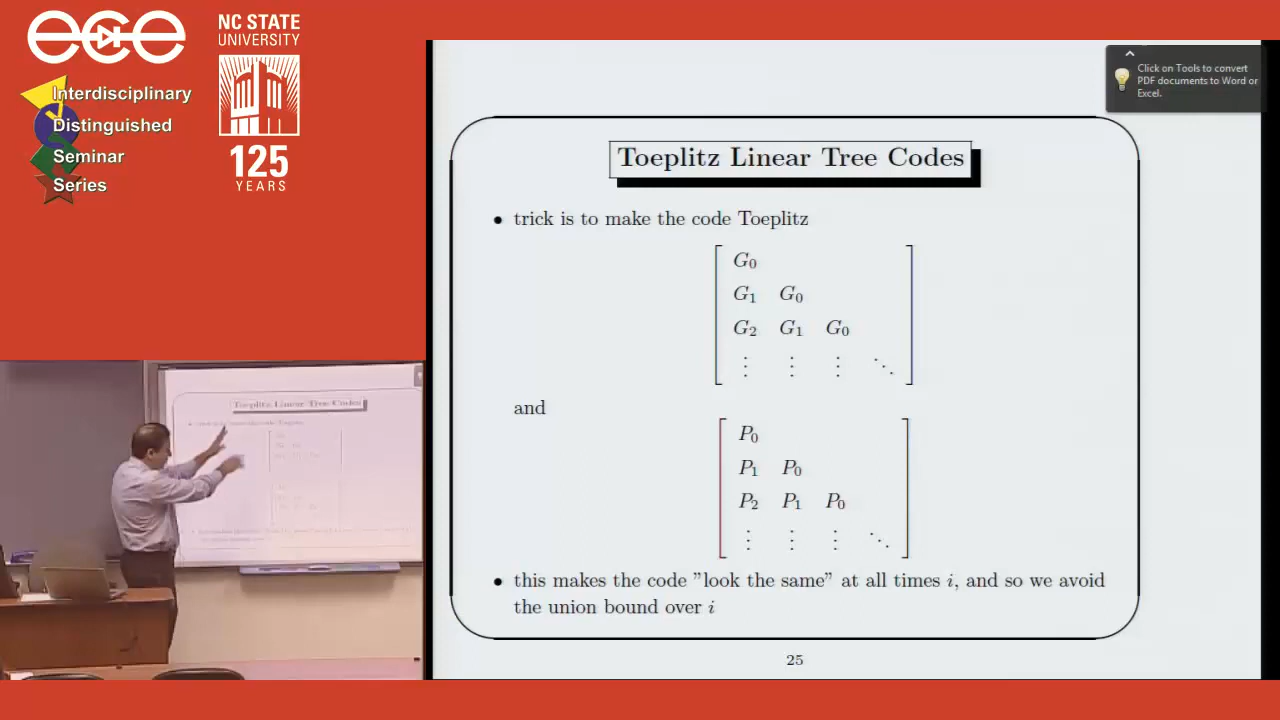 ece
Interdisciplinary
Distinguished
Seminar
Series
NC STATE
UNIVERSITY
125
YEARS
Click on Tools to convert
PDF documents to Word or
Excel.
Toeplitz Linear Tree Codes
• trick is to make the code Toeplitz
G₀
G₁ G₀
G₂ G₁ G₀
⋮ ⋮ ⋮ ⋱
and
P₀
P₁ P₀
P₂ P₁ P₀
⋮ ⋮ ⋮ ⋱
• this makes the code "look the same" at all times i, and so we avoid
the union bound over i
25
Toeplitz Linear Tree Codes